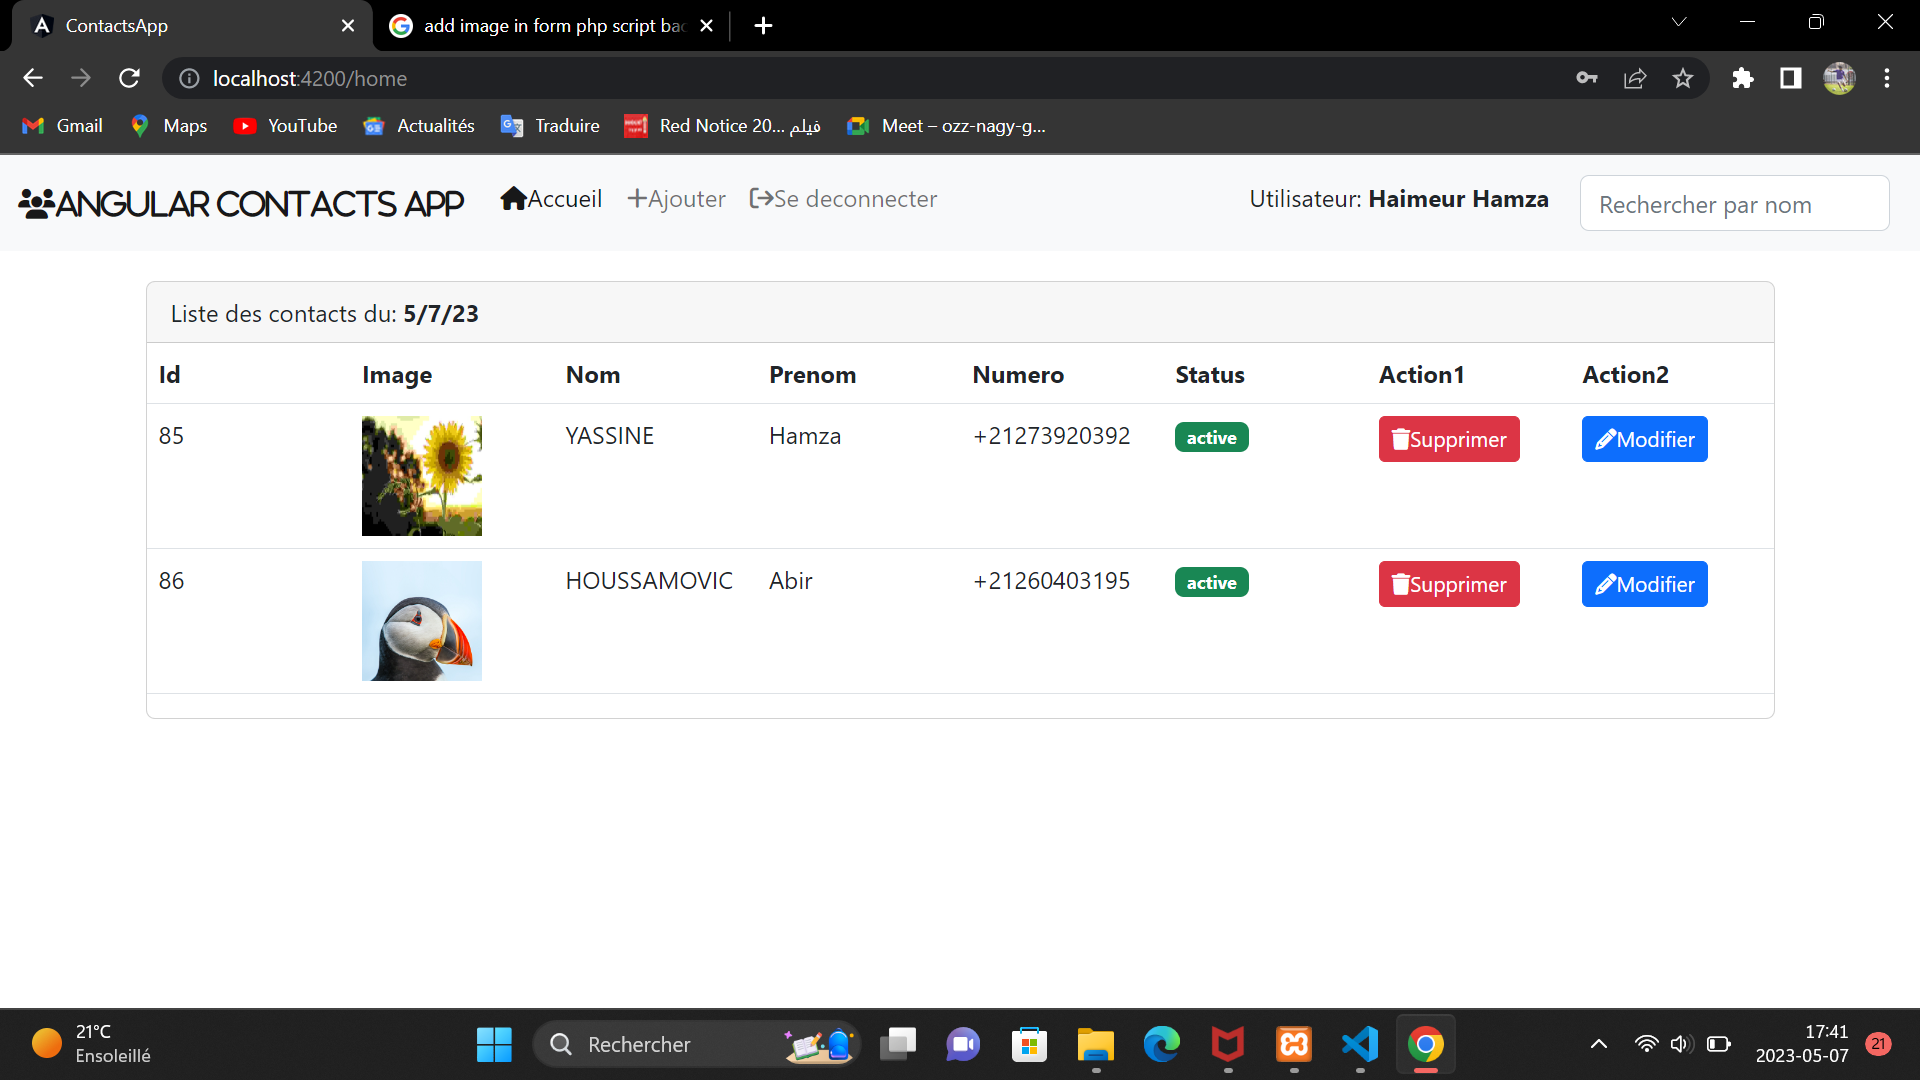 ContactsApp
add image in form php script bac
localhost:4200/home
Gmail
Maps
YouTube
Actualités
Traduire
Red Notice 20... فيلم
Meet – ozz-nagy-g...
ANGULAR CONTACTS APP
Accueil
Ajouter
Se deconnecter
Utilisateur: Haimeur Hamza
Rechercher par nom
Liste des contacts du: 5/7/23
Id Image Nom Prenom Numero Status Action1 Action2
85 YASSINE Hamza +21273920392 active Supprimer Modifier
86 HOUSSAMOVIC Abir +21260403195 active Supprimer Modifier
21°C
Ensoleillé
Rechercher
17:41
2023-05-07
21